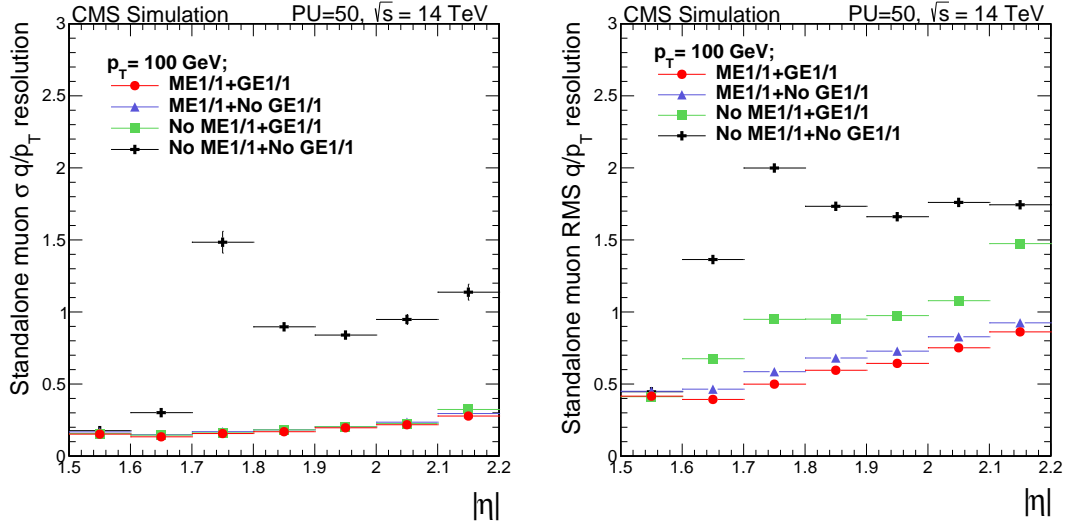 CMS Simulation PU=50, √s = 14 TeV
Standalone muon σ q/p_T resolution
p_T = 100 GeV;
ME1/1+GE1/1
ME1/1+No GE1/1
No ME1/1+GE1/1
No ME1/1+No GE1/1
3
2.5
2
1.5
1
0.5
0
1.5 1.6 1.7 1.8 1.9 2 2.1 2.2
|η|
CMS Simulation PU=50, √s = 14 TeV
Standalone muon RMS q/p_T resolution
p_T = 100 GeV;
ME1/1+GE1/1
ME1/1+No GE1/1
No ME1/1+GE1/1
No ME1/1+No GE1/1
3
2.5
2
1.5
1
0.5
0
1.5 1.6 1.7 1.8 1.9 2 2.1 2.2
|η|